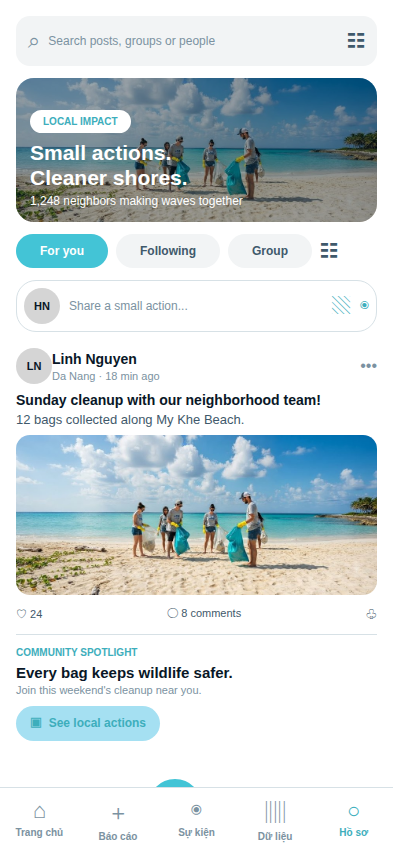 Search posts, groups or people
LOCAL IMPACT
Small actions.
Cleaner shores.
1,248 neighbors making waves together
For you
Following
Group
HN
Share a small action...
LN
Linh Nguyen
Da Nang · 18 min ago
Sunday cleanup with our neighborhood team!
12 bags collected along My Khe Beach.
24
8 comments
COMMUNITY SPOTLIGHT
Every bag keeps wildlife safer.
Join this weekend's cleanup near you.
See local actions
Trang chủ
Báo cáo
Sự kiện
Dữ liệu
Hồ sơ